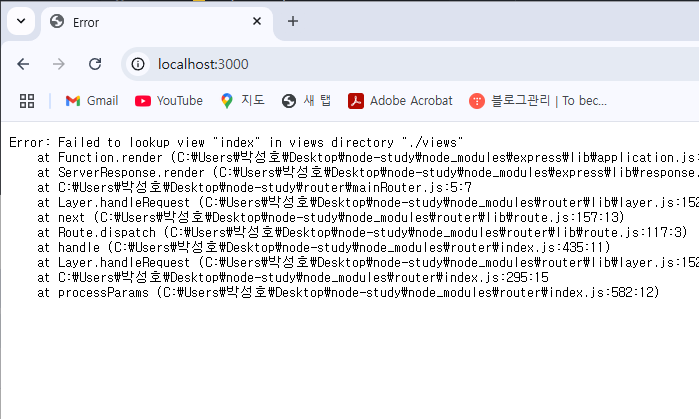 Error
localhost:3000
Gmail
YouTube
지도
새 탭
Adobe Acrobat
블로그관리 | To bec...
Error: Failed to lookup view "index" in views directory "./views"
at Function.render (C:₩Users₩박성호₩Desktop₩node-study₩node_modules₩express₩lib₩application.js:
at ServerResponse.render (C:₩Users₩박성호₩Desktop₩node-study₩node_modules₩express₩lib₩response.
at C:₩Users₩박성호₩Desktop₩node-study₩router₩mainRouter.js:5:7
at Layer.handleRequest (C:₩Users₩박성호₩Desktop₩node-study₩node_modules₩router₩lib₩layer.js:152
at next (C:₩Users₩박성호₩Desktop₩node-study₩node_modules₩router₩lib₩route.js:157:13)
at Route.dispatch (C:₩Users₩박성호₩Desktop₩node-study₩node_modules₩router₩lib₩route.js:117:3)
at handle (C:₩Users₩박성호₩Desktop₩node-study₩node_modules₩router₩index.js:435:11)
at Layer.handleRequest (C:₩Users₩박성호₩Desktop₩node-study₩node_modules₩router₩lib₩layer.js:152
at C:₩Users₩박성호₩Desktop₩node-study₩node_modules₩router₩index.js:295:15
at processParams (C:₩Users₩박성호₩Desktop₩node-study₩node_modules₩router₩index.js:582:12)